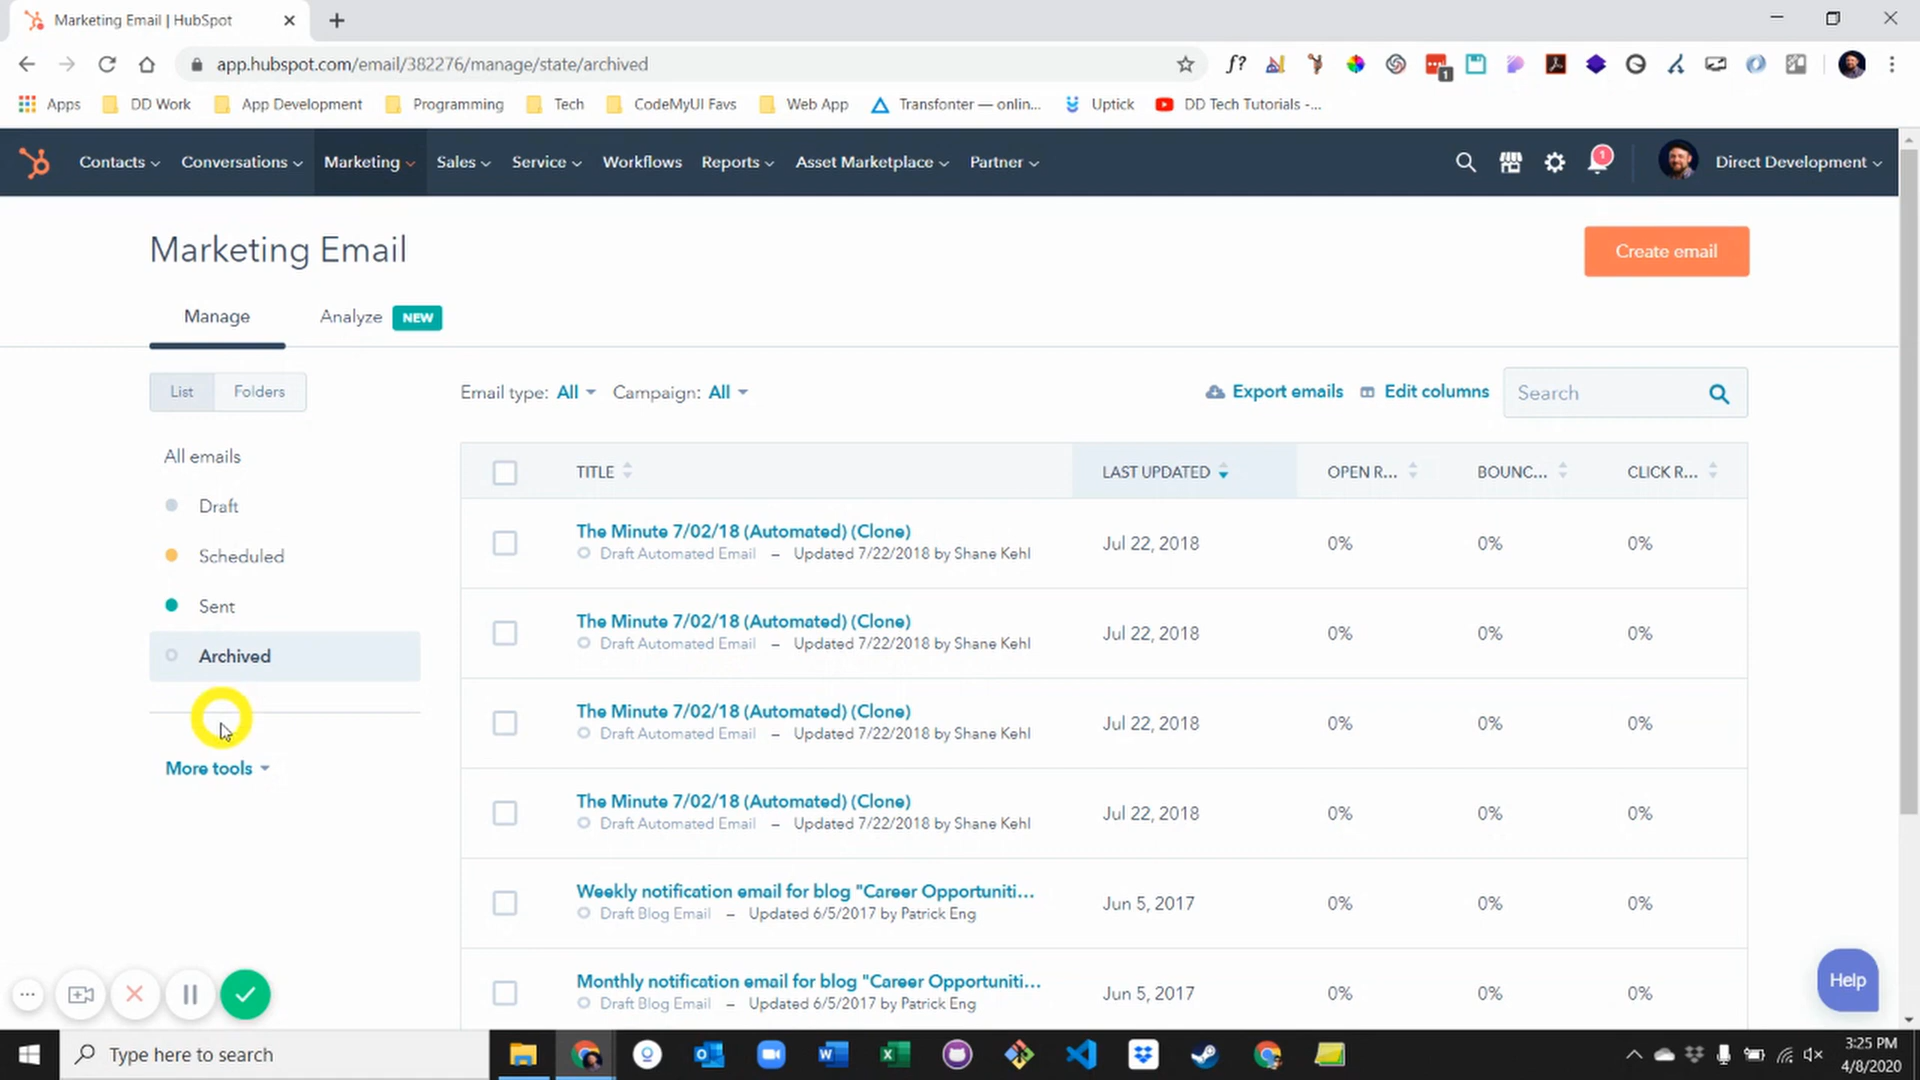 Marketing Email | HubSpot
app.hubspot.com/email/382276/manage/state/archived
f?
1
Apps DD Work App Development Programming Tech CodeMyUI Favs Web App Transfonter — onlin... Uptick DD Tech Tutorials -...
Contacts Conversations Marketing Sales Service Workflows Reports Asset Marketplace Partner
1
Direct Development
Marketing Email
Create email
Manage Analyze NEW
List Folders
Email type: All Campaign: All
Export emails Edit columns Search
All emails
Draft
Scheduled
Sent
Archived
More tools
TITLE LAST UPDATED OPEN R... BOUNC... CLICK R...
The Minute 7/02/18 (Automated) (Clone)
Draft Automated Email – Updated 7/22/2018 by Shane Kehl
Jul 22, 2018 0% 0% 0%
The Minute 7/02/18 (Automated) (Clone)
Draft Automated Email – Updated 7/22/2018 by Shane Kehl
Jul 22, 2018 0% 0% 0%
The Minute 7/02/18 (Automated) (Clone)
Draft Automated Email – Updated 7/22/2018 by Shane Kehl
Jul 22, 2018 0% 0% 0%
The Minute 7/02/18 (Automated) (Clone)
Draft Automated Email – Updated 7/22/2018 by Shane Kehl
Jul 22, 2018 0% 0% 0%
Weekly notification email for blog "Career Opportuniti...
Draft Blog Email – Updated 6/5/2017 by Patrick Eng
Jun 5, 2017 0% 0% 0%
Monthly notification email for blog "Career Opportuniti...
Draft Blog Email – Updated 6/5/2017 by Patrick Eng
Jun 5, 2017 0% 0% 0%
Help
Type here to search
3:25 PM
4/8/2020